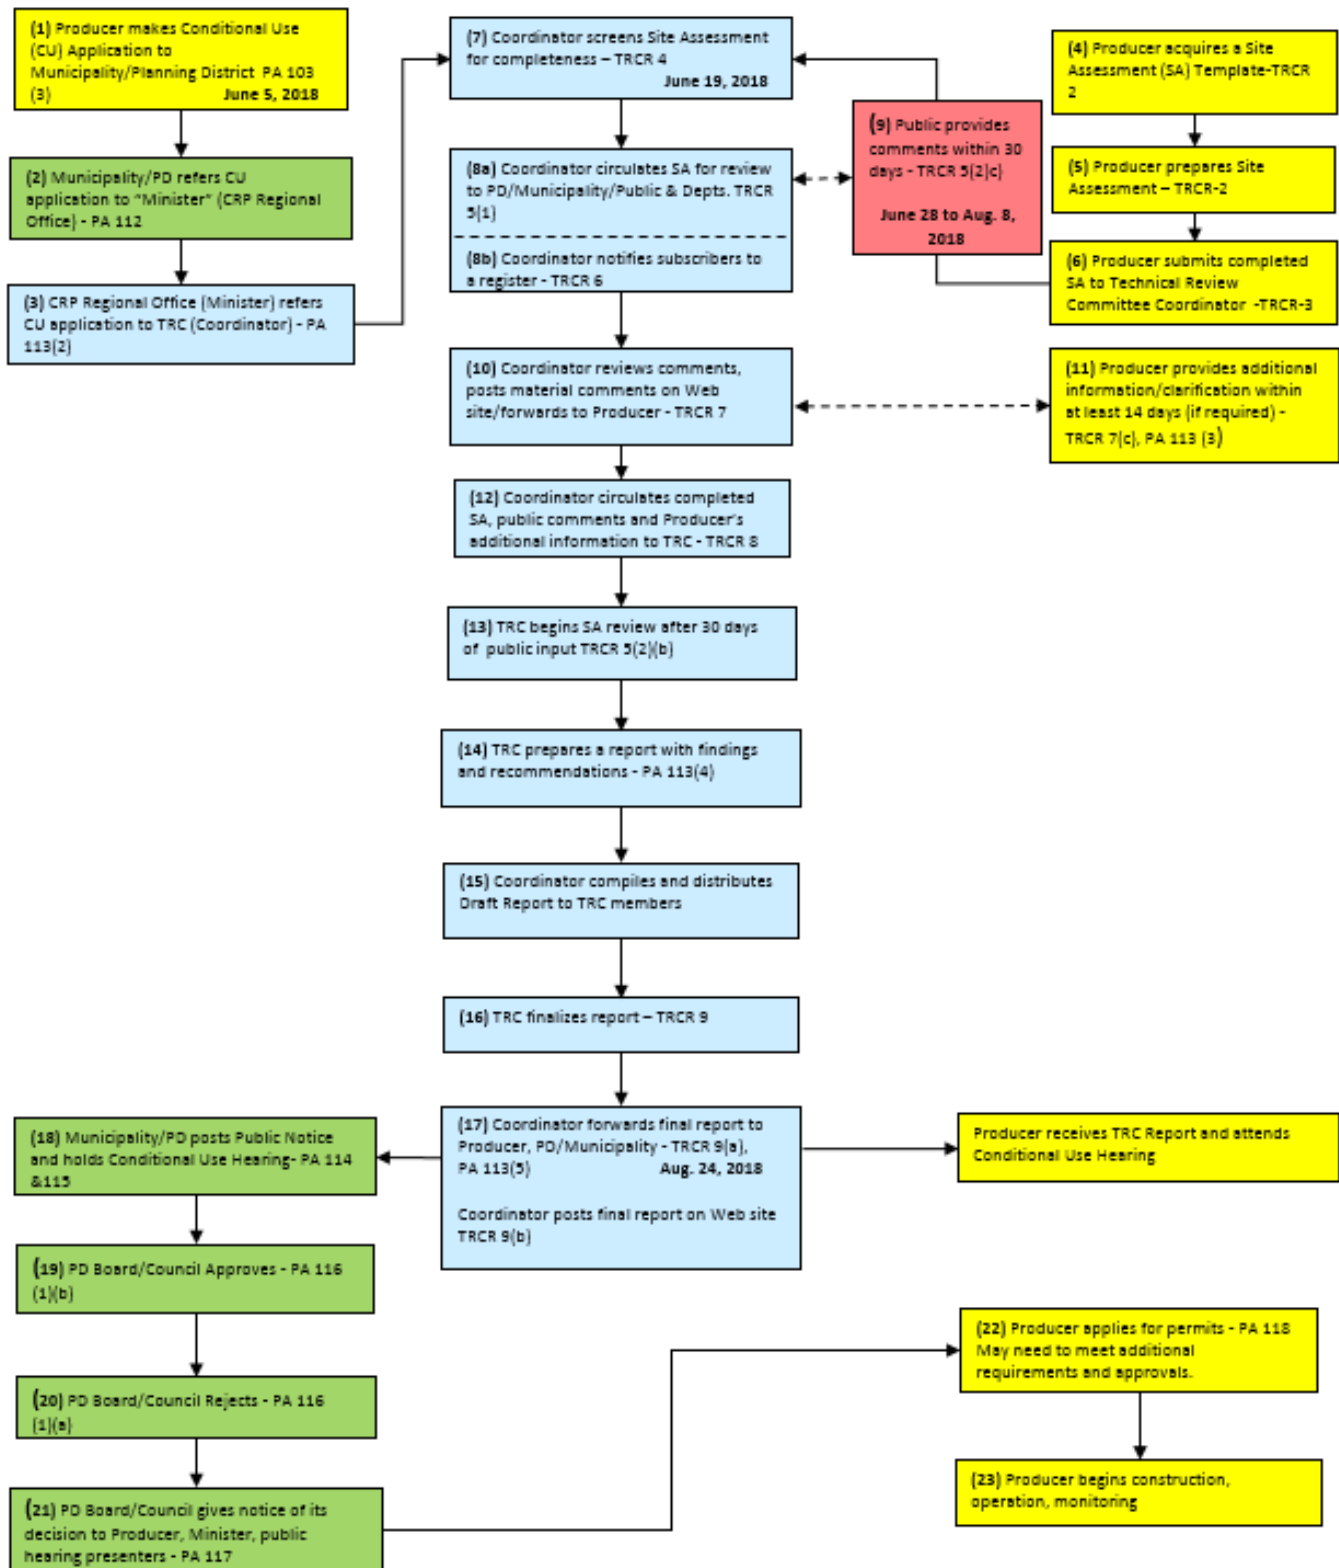 (1) Producer makes Conditional Use
(CU) Application to
Municipality/Planning District PA 103
(3) June 5, 2018
(2) Municipality/PD refers CU
application to “Minister” (CRP Regional
Office) - PA 112
(3) CRP Regional Office (Minister) refers
CU application to TRC (Coordinator) - PA
113(2)
(4) Producer acquires a Site
Assessment (SA) Template-TRCR
2
(5) Producer prepares Site
Assessment – TRCR-2
(6) Producer submits completed
SA to Technical Review
Committee Coordinator -TRCR-3
(7) Coordinator screens Site Assessment
for completeness – TRCR 4
June 19, 2018
(8a) Coordinator circulates SA for review
to PD/Municipality/Public & Depts. TRCR
5(1)
(8b) Coordinator notifies subscribers to
a register - TRCR 6
(9) Public provides
comments within 30
days - TRCR 5(2)c)
June 28 to Aug. 8,
2018
(10) Coordinator reviews comments,
posts material comments on Web
site/forwards to Producer - TRCR 7
(11) Producer provides additional
information/clarification within
at least 14 days (if required) -
TRCR 7(c), PA 113 (3)
(12) Coordinator circulates completed
SA, public comments and Producer's
additional information to TRC - TRCR 8
(13) TRC begins SA review after 30 days
of public input TRCR 5(2)(b)
(14) TRC prepares a report with findings
and recommendations - PA 113(4)
(15) Coordinator compiles and distributes
Draft Report to TRC members
(16) TRC finalizes report – TRCR 9
(17) Coordinator forwards final report to
Producer, PD/Municipality - TRCR 9(a),
PA 113(5) Aug. 24, 2018
Coordinator posts final report on Web site
TRCR 9(b)
Producer receives TRC Report and attends
Conditional Use Hearing
(18) Municipality/PD posts Public Notice
and holds Conditional Use Hearing- PA 114
&115
(19) PD Board/Council Approves - PA 116
(1)(b)
(20) PD Board/Council Rejects - PA 116
(1)(a)
(21) PD Board/Council gives notice of its
decision to Producer, Minister, public
hearing presenters - PA 117
(22) Producer applies for permits - PA 118
May need to meet additional
requirements and approvals.
(23) Producer begins construction,
operation, monitoring